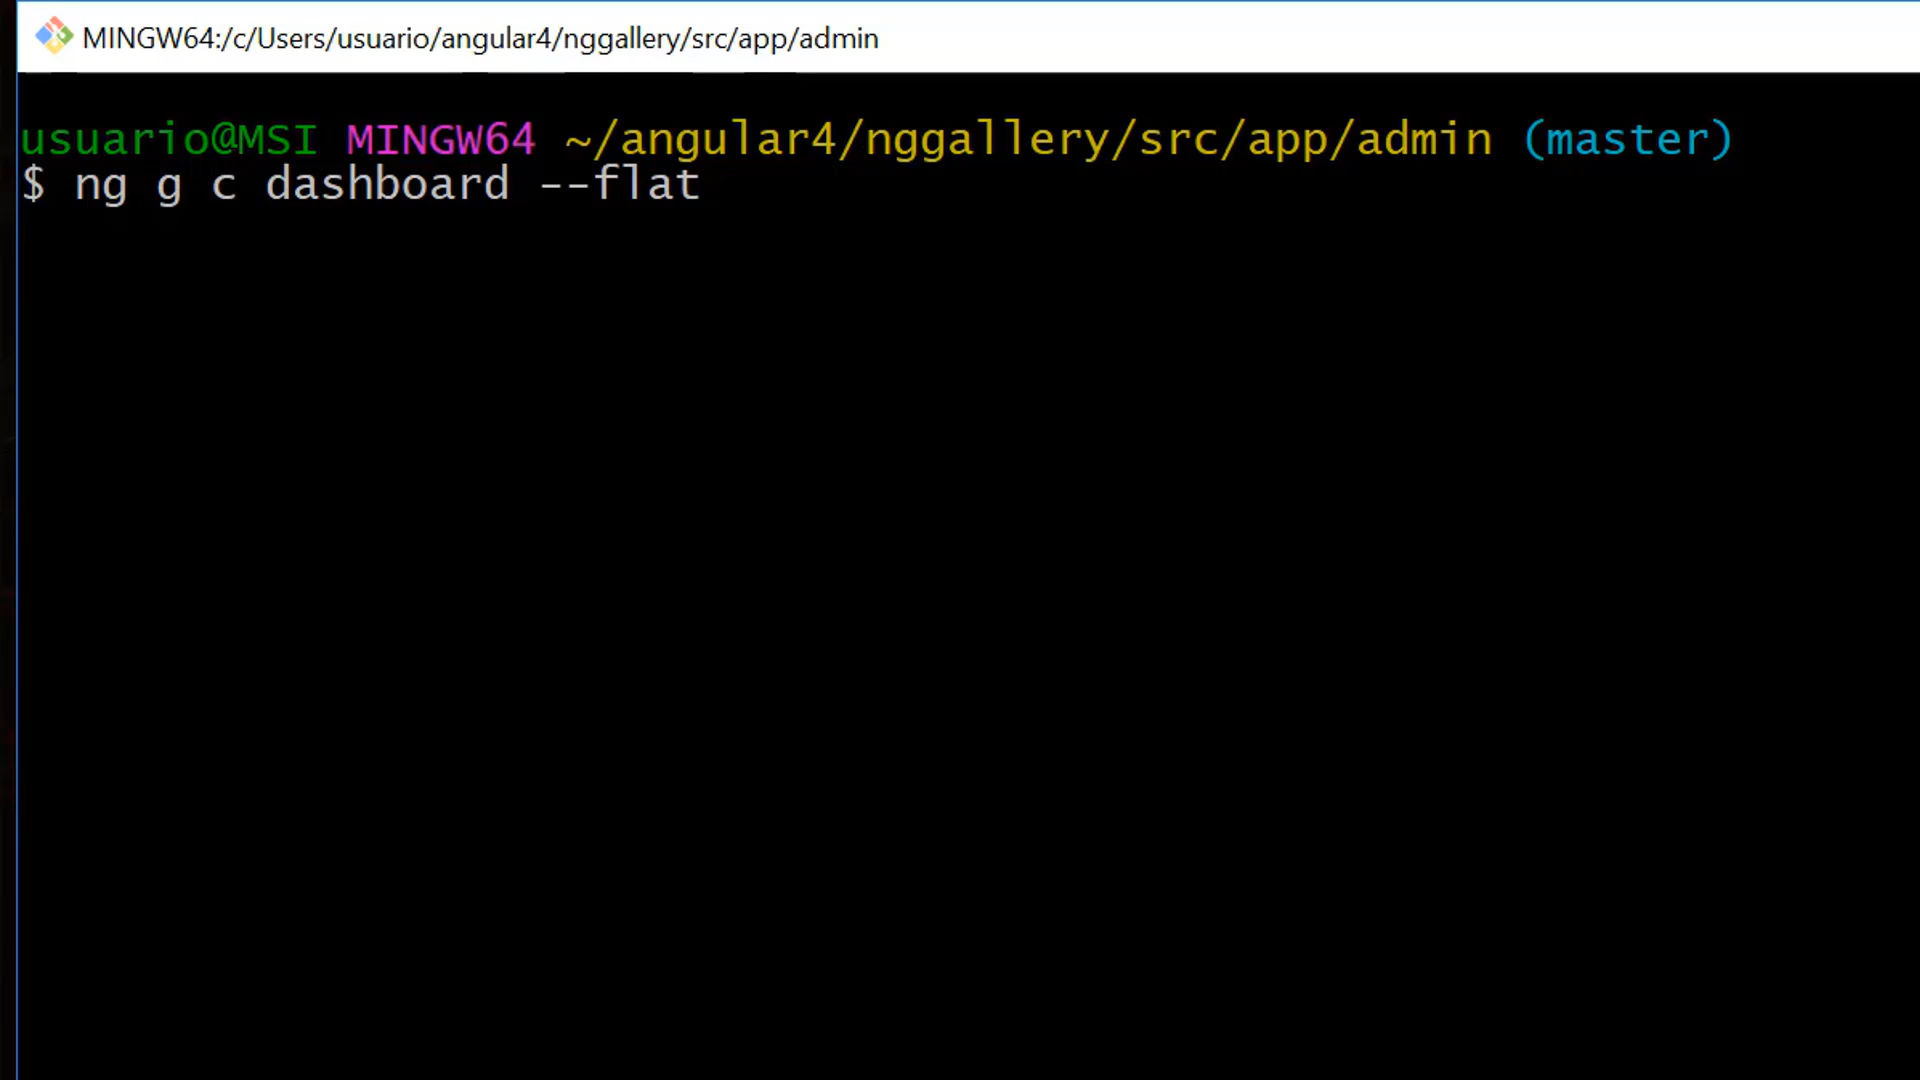 MINGW64:/c/Users/usuario/angular4/nggallery/src/app/admin
usuario@MSI MINGW64 ~/angular4/nggallery/src/app/admin (master)
$ ng g c dashboard --flat